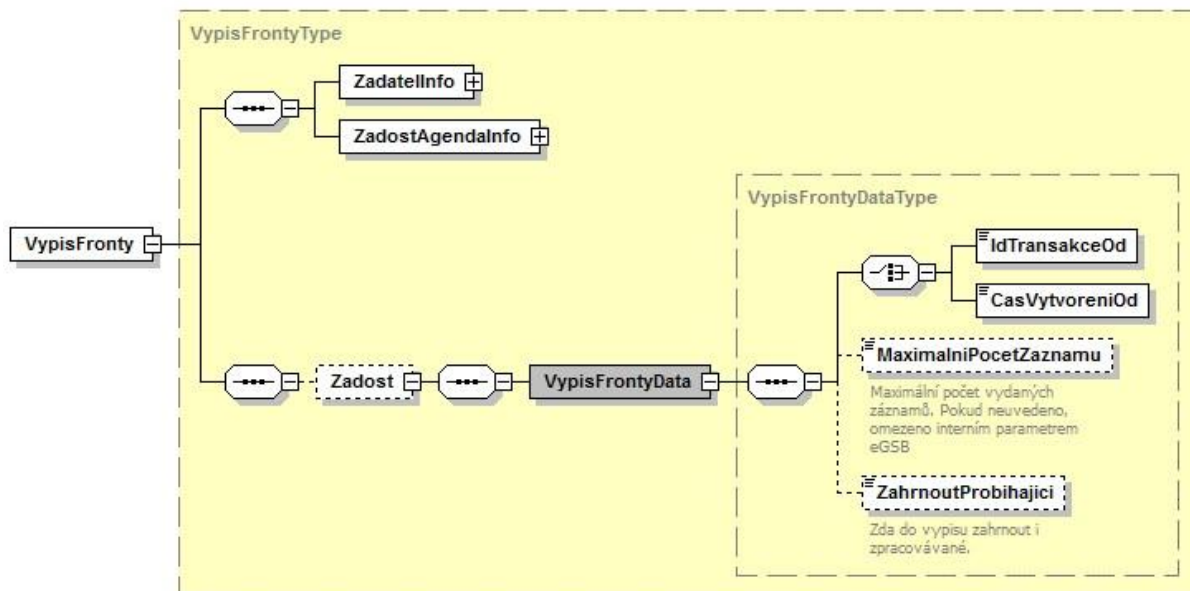 VypisFrontyType
ZadatelInfo
ZadostAgendaInfo
VypisFrontyDataType
VypisFronty
IdTransakceOd
CasVytvoreniOd
Zadost
VypisFrontyData
MaximalniPocetZaznamu
Maximální počet vydaných
záznamů. Pokud neuvedeno,
omezeno interním parametrem
eGSB
ZahrnoutProbihajici
Zda do vypisu zahrnout i
zpracovávané.